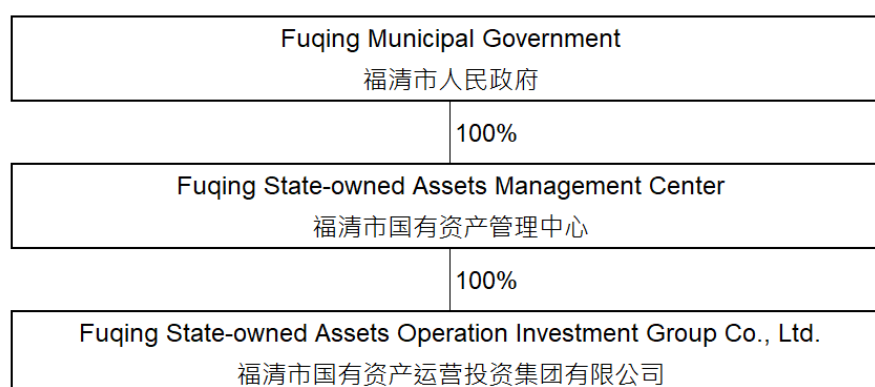 Fuqing Municipal Government
福清市人民政府
100%
Fuqing State-owned Assets Management Center
福清市国有资产管理中心
100%
Fuqing State-owned Assets Operation Investment Group Co., Ltd.
福清市国有资产运营投资集团有限公司